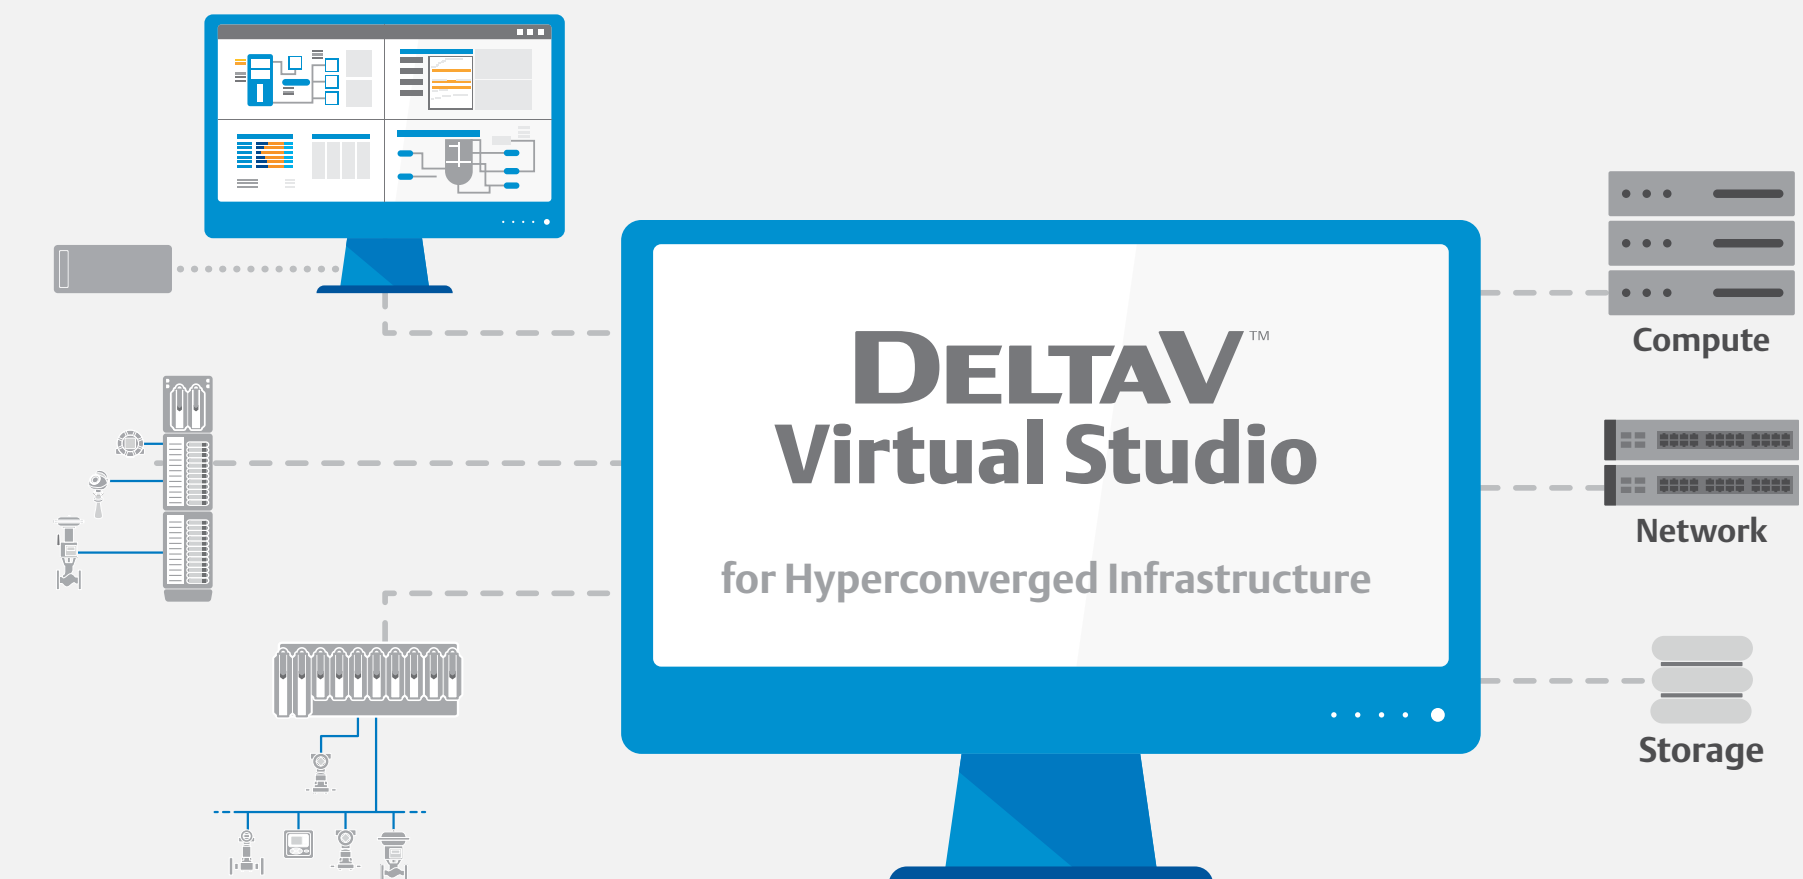 DELTAV™
Virtual Studio
for Hyperconverged Infrastructure
Compute
Network
Storage